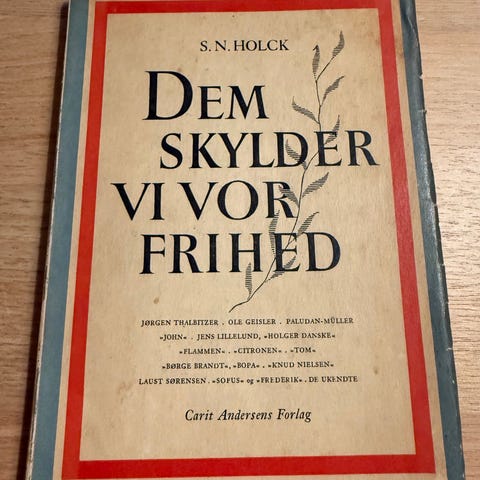 S. N. HOLCK
DEM
SKYLDER
VI VOR
FRIHED
JØRGEN THALBITZER . OLE GEISLER . PALUDAN-MÜLLER
»JOHN« . JENS LILLELUND, »HOLGER DANSKE«
»FLAMMEN« . »CITRONEN« . »TOM«
»BØRGE BRANDT«, »BOPA« . »KNUD NIELSEN«
LAUST SØRENSEN . »SOFUS« og »FREDERIK« . DE UKENDTE
Carit Andersens Forlag